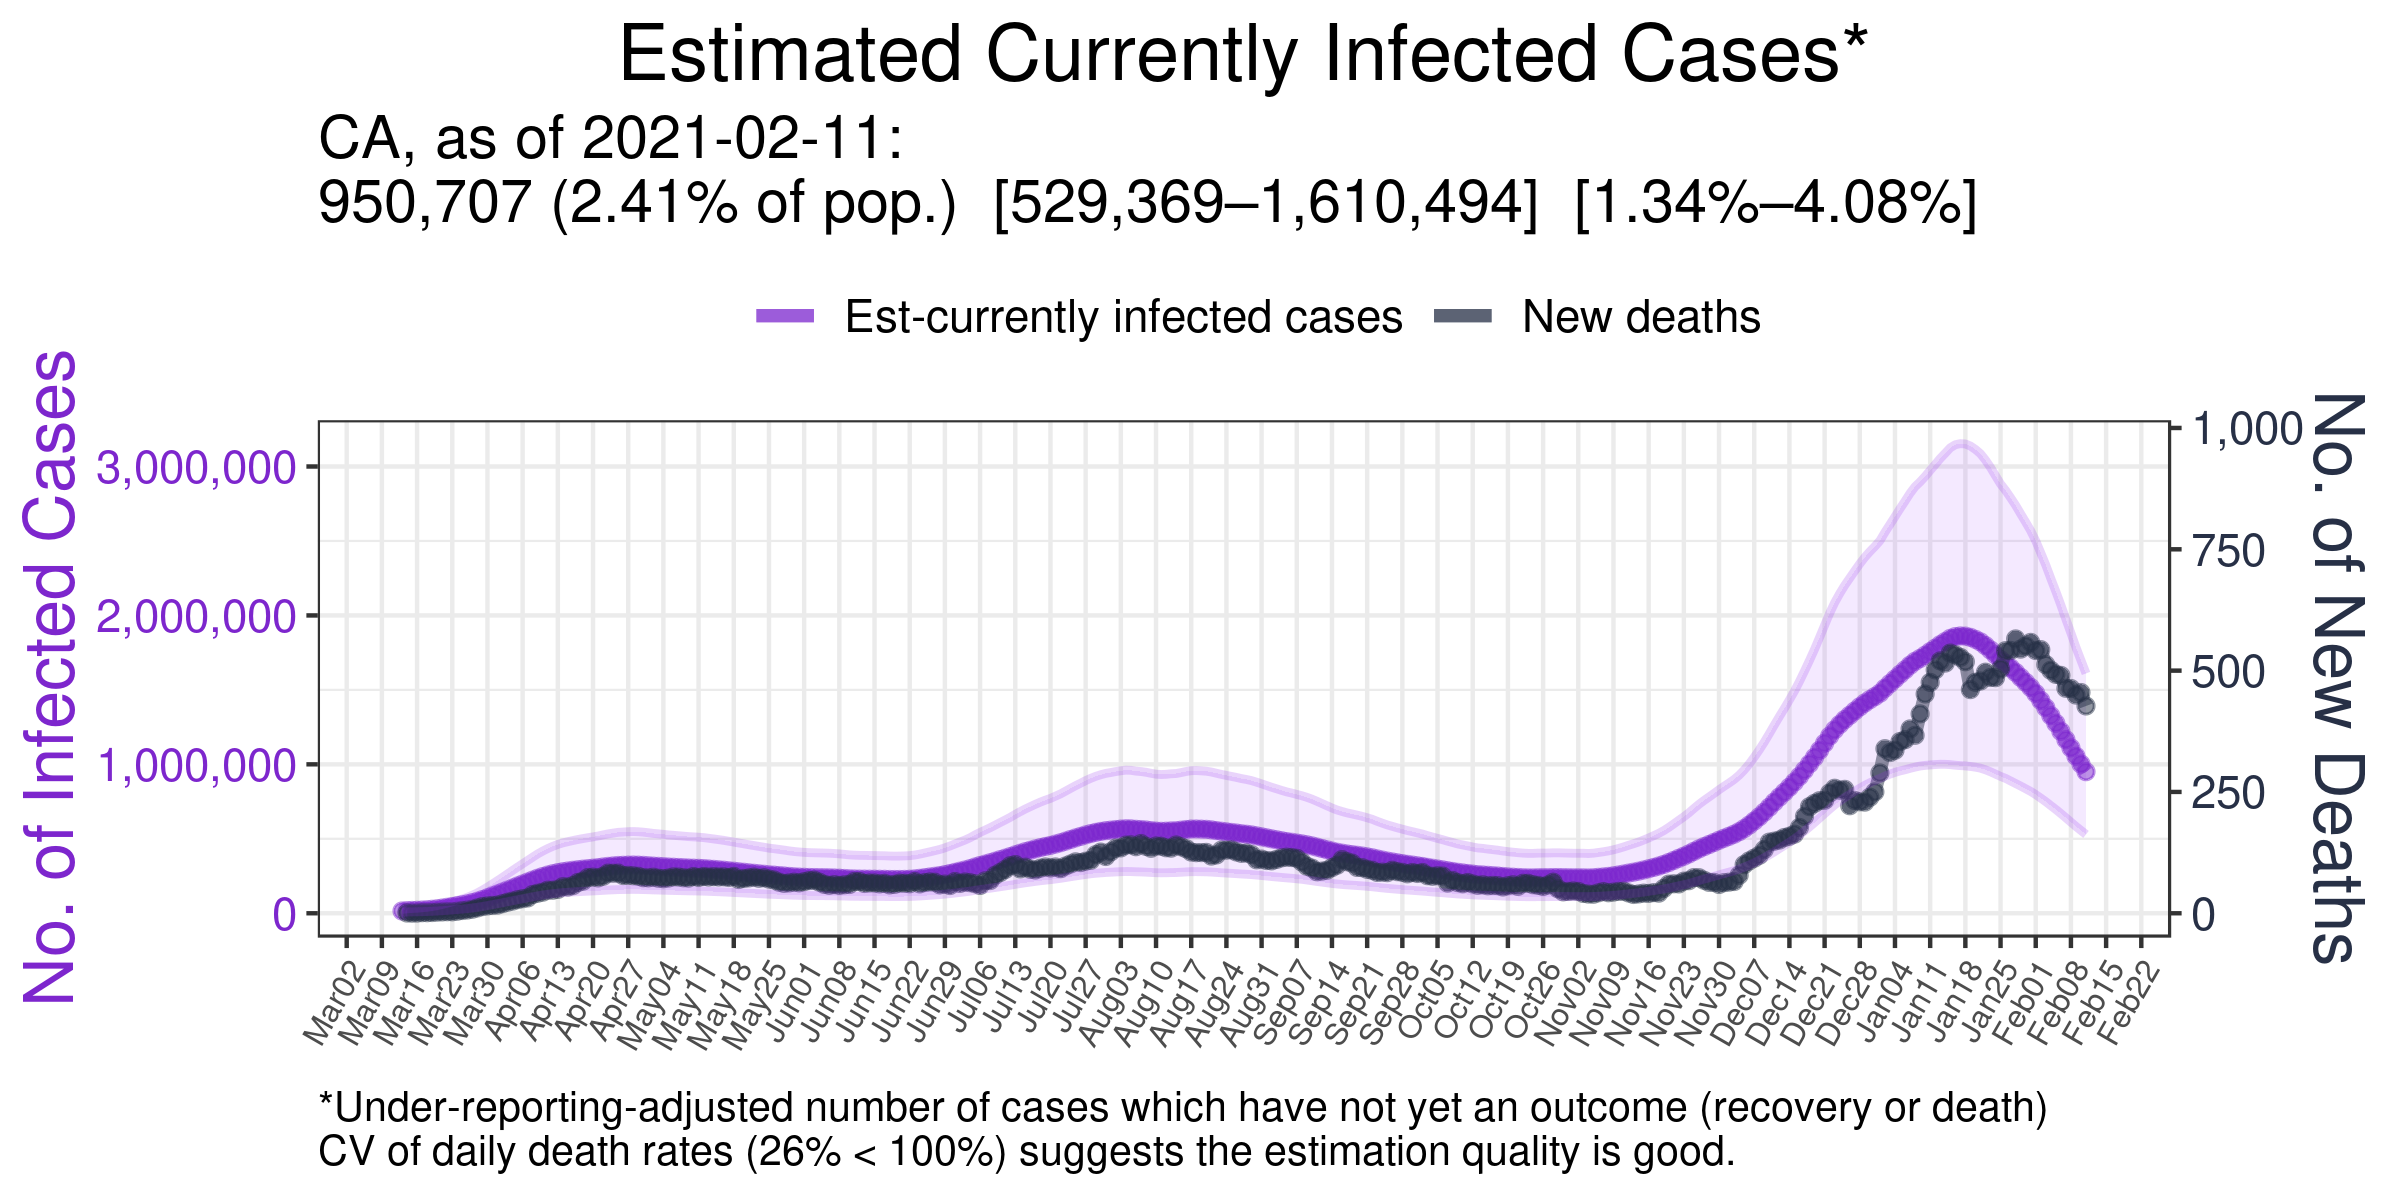 Estimated Currently Infected Cases*
CA, as of 2021-02-11:
950,707 (2.41% of pop.) [529,369–1,610,494] [1.34%–4.08%]
Est-currently infected cases
New deaths
No. of Infected Cases
3,000,000
2,000,000
1,000,000
0
No. of New Deaths
1,000
750
500
250
0
Mar02
Mar09
Mar16
Mar23
Mar30
Apr06
Apr13
Apr20
Apr27
May04
May11
May18
May25
Jun01
Jun08
Jun15
Jun22
Jun29
Jul06
Jul13
Jul20
Jul27
Aug03
Aug10
Aug17
Aug24
Aug31
Sep07
Sep14
Sep21
Sep28
Oct05
Oct12
Oct19
Oct26
Nov02
Nov09
Nov16
Nov23
Nov30
Dec07
Dec14
Dec21
Dec28
Jan04
Jan11
Jan18
Jan25
Feb01
Feb08
Feb15
Feb22
*Under-reporting-adjusted number of cases which have not yet an outcome (recovery or death)
CV of daily death rates (26% < 100%) suggests the estimation quality is good.